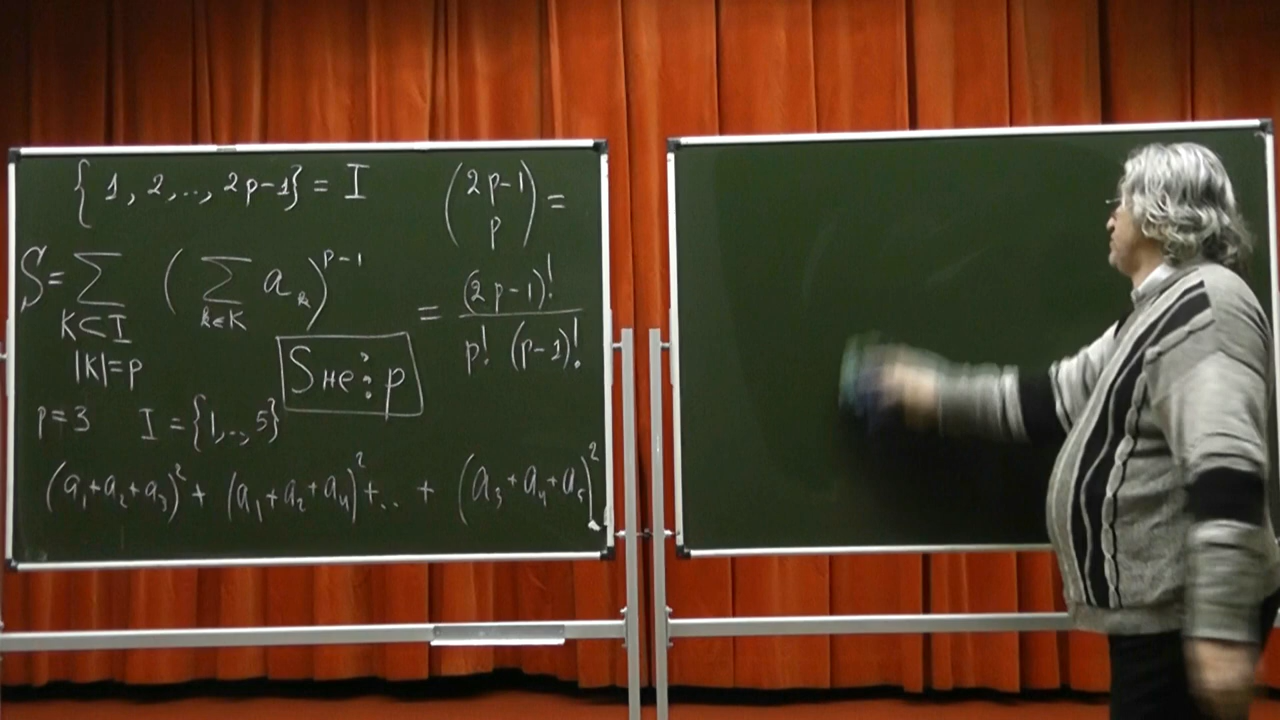 {1, 2, .., 2p-1} = I
(2p-1
p) =
S = ∑ (∑ a_k)^{p-1}
K⊂I k∈K
|K|=p
= (2p-1)!
p! (p-1)!
S не ⋮ p
p=3 I = {1,..,5}
(a₁+a₂+a₃)² + (a₁+a₂+a₄)² +.. + (a₃+a₄+a₅)²